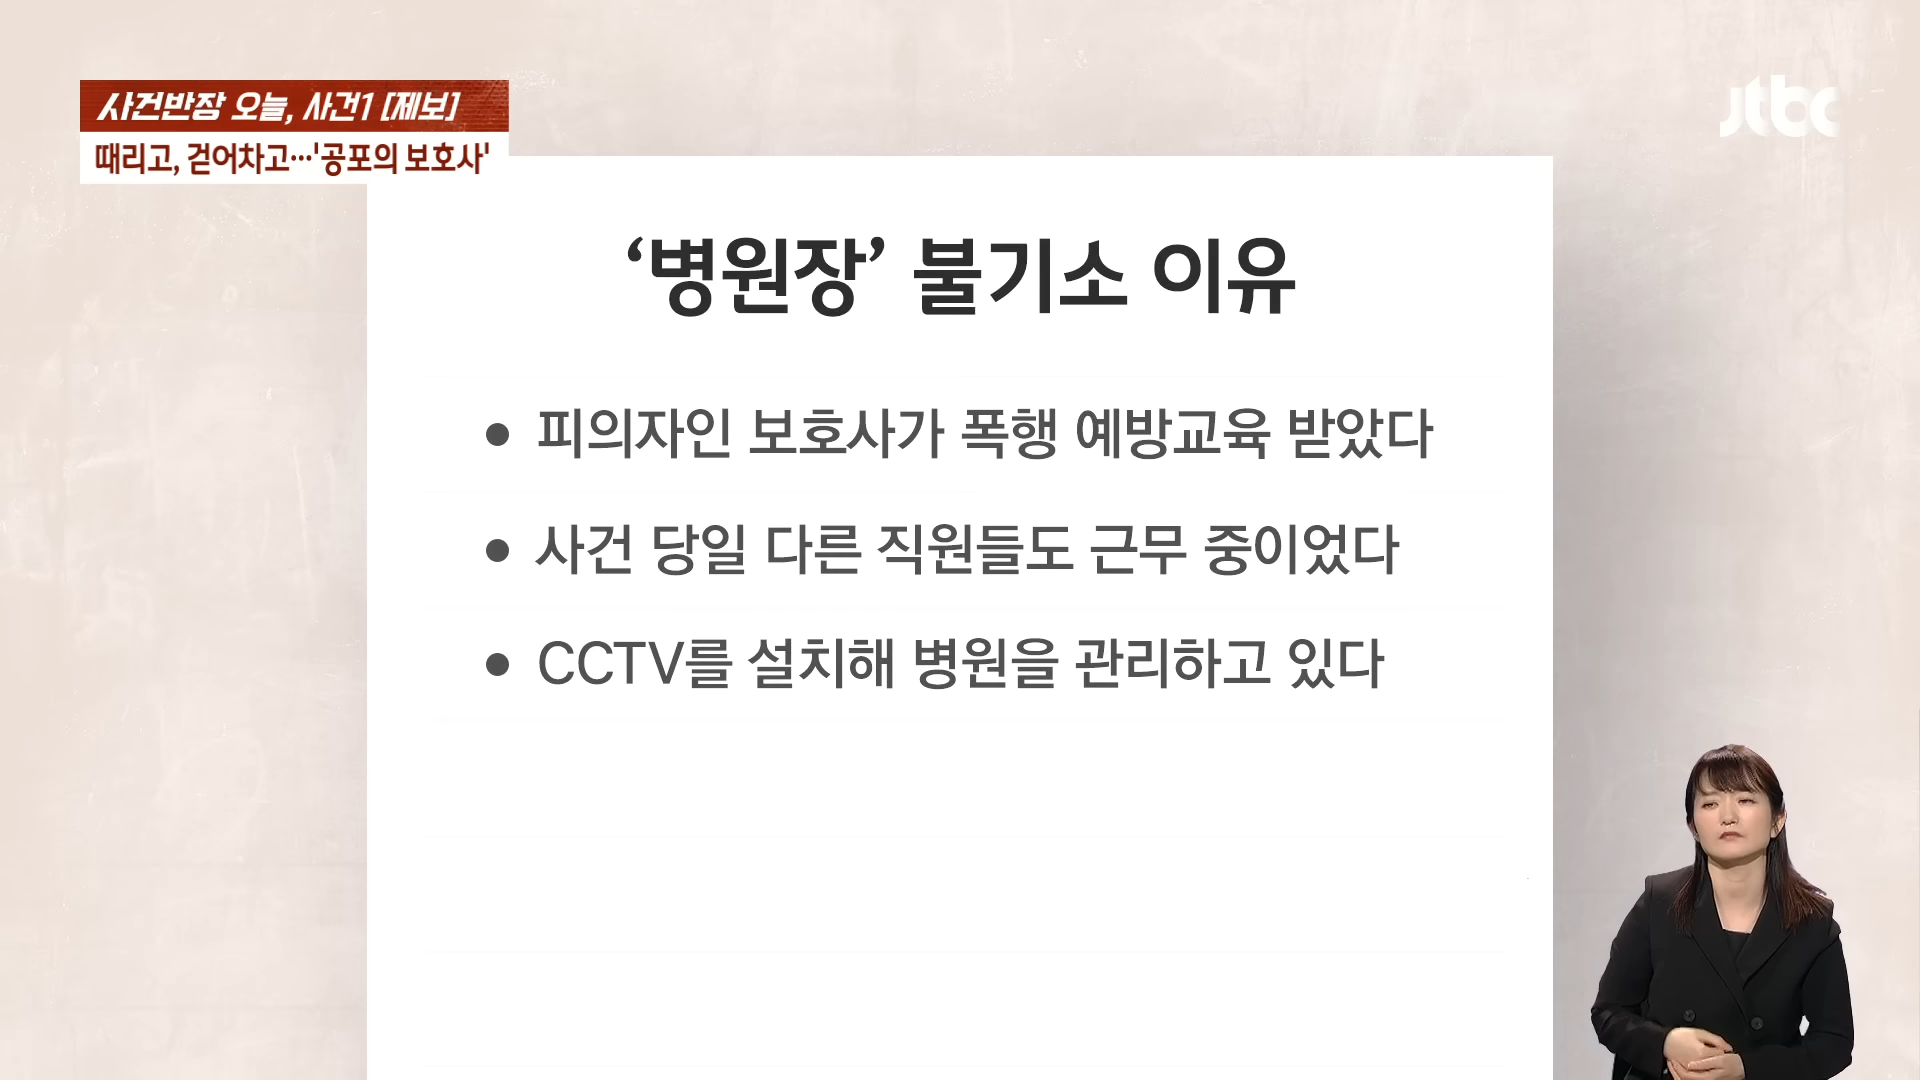 사건반장 오늘, 사건1 [제보]
jtbc
때리고, 걷어차고…'공포의 보호사'
‘병원장’ 불기소 이유
● 피의자인 보호사가 폭행 예방교육 받았다
● 사건 당일 다른 직원들도 근무 중이었다
● CCTV를 설치해 병원을 관리하고 있다